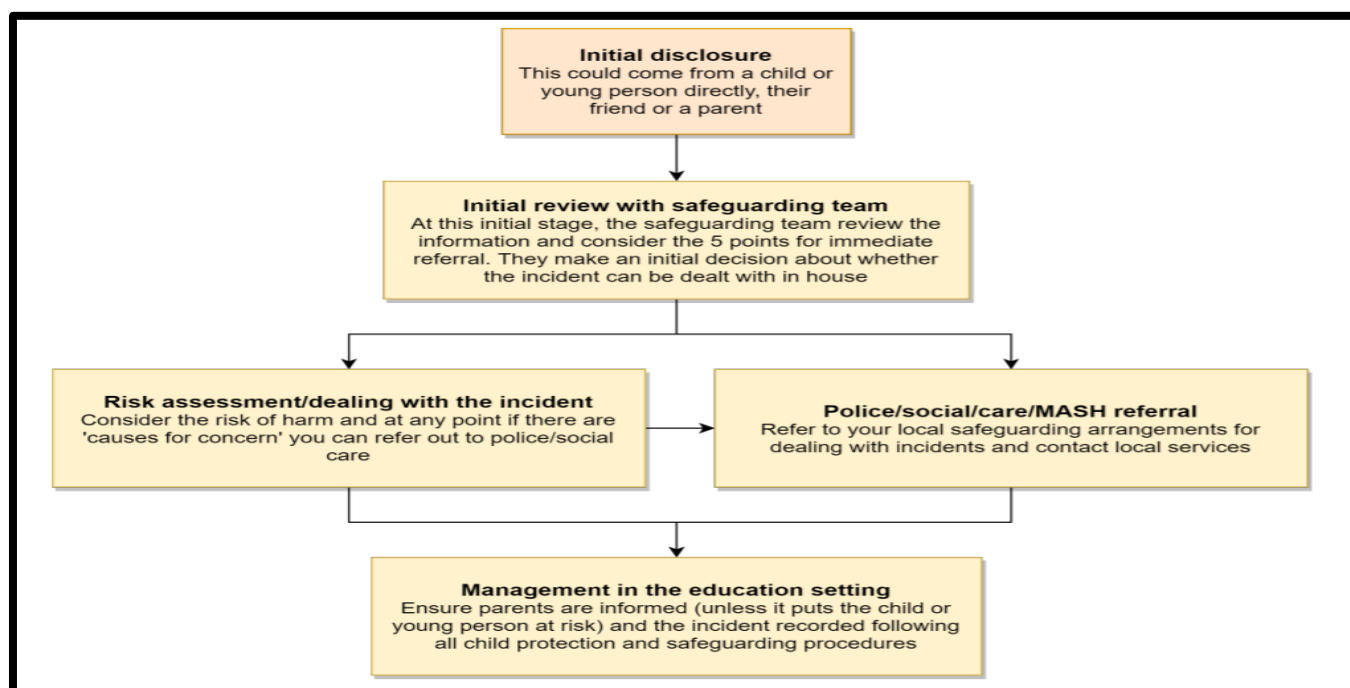 Initial disclosure
This could come from a child or
young person directly, their
friend or a parent
Initial review with safeguarding team
At this initial stage, the safeguarding team review the
information and consider the 5 points for immediate
referral. They make an initial decision about whether
the incident can be dealt with in house
Risk assessment/dealing with the incident
Consider the risk of harm and at any point if there are
'causes for concern' you can refer out to police/social
care
Police/social/care/MASH referral
Refer to your local safeguarding arrangements for
dealing with incidents and contact local services
Management in the education setting
Ensure parents are informed (unless it puts the child or
young person at risk) and the incident recorded following
all child protection and safeguarding procedures